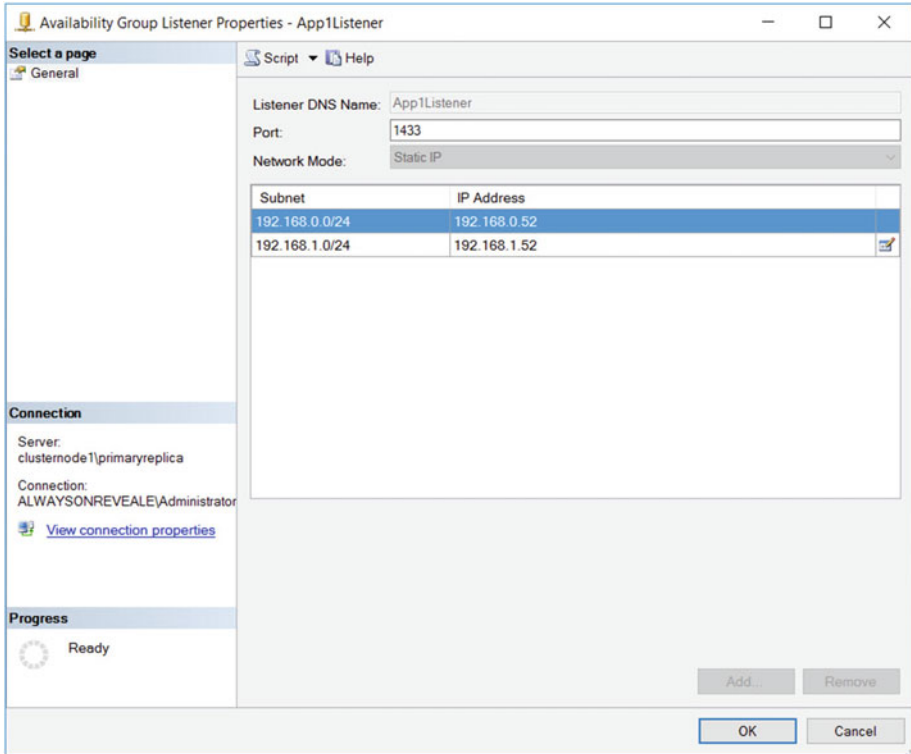 Availability Group Listener Properties - App1Listener
Select a page
General
Script Help
Listener DNS Name: App1Listener
Port: 1433
Network Mode: Static IP
Subnet IP Address
192.168.0.0/24 192.168.0.52
192.168.1.0/24 192.168.1.52
Connection
Server:
clusternode1\primaryreplica
Connection:
ALWAYSONREVEALE\Administrator
View connection properties
Progress
Ready
Add... Remove
OK Cancel